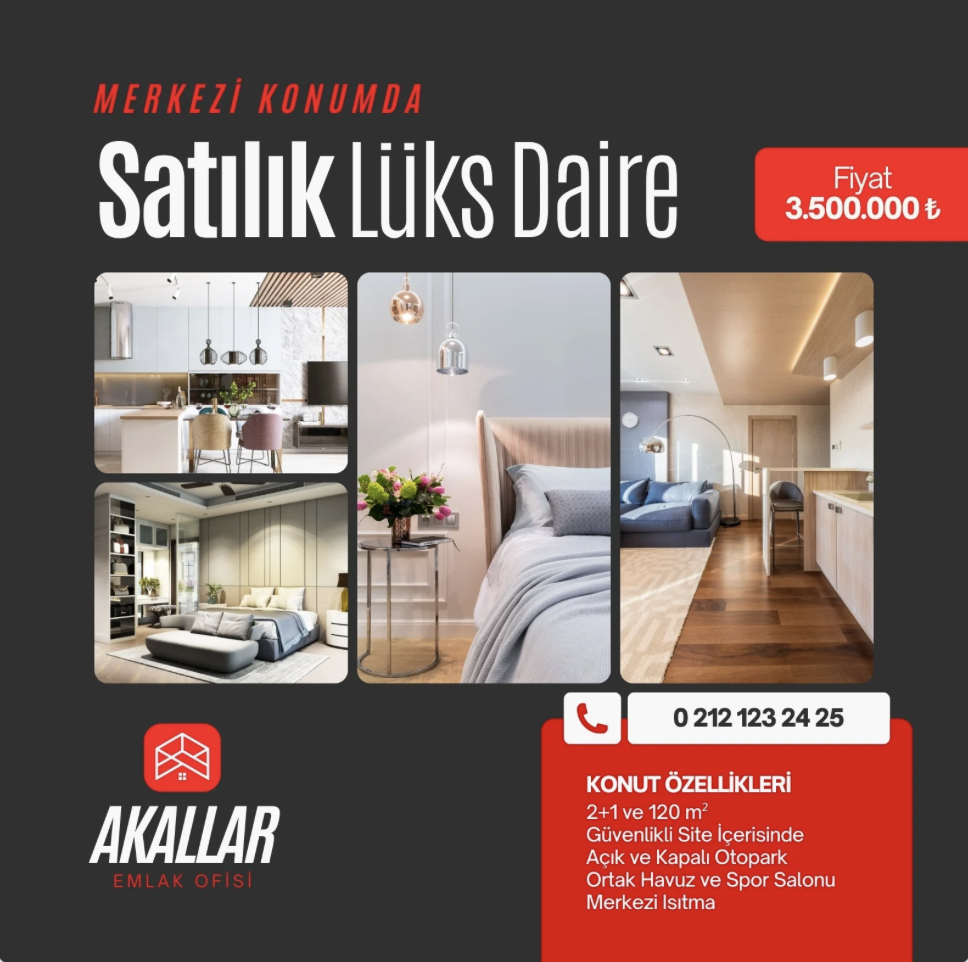 MERKEZİ KONUMDA
Satılık Lüks Daire
Fiyat
3.500.000 ₺
0 212 123 24 25
KONUT ÖZELLİKLERİ
2+1 ve 120 m²
Güvenlikli Site İçerisinde
Açık ve Kapalı Otopark
Ortak Havuz ve Spor Salonu
Merkezi Isıtma
AKALLAR
EMLAK OFİSİ